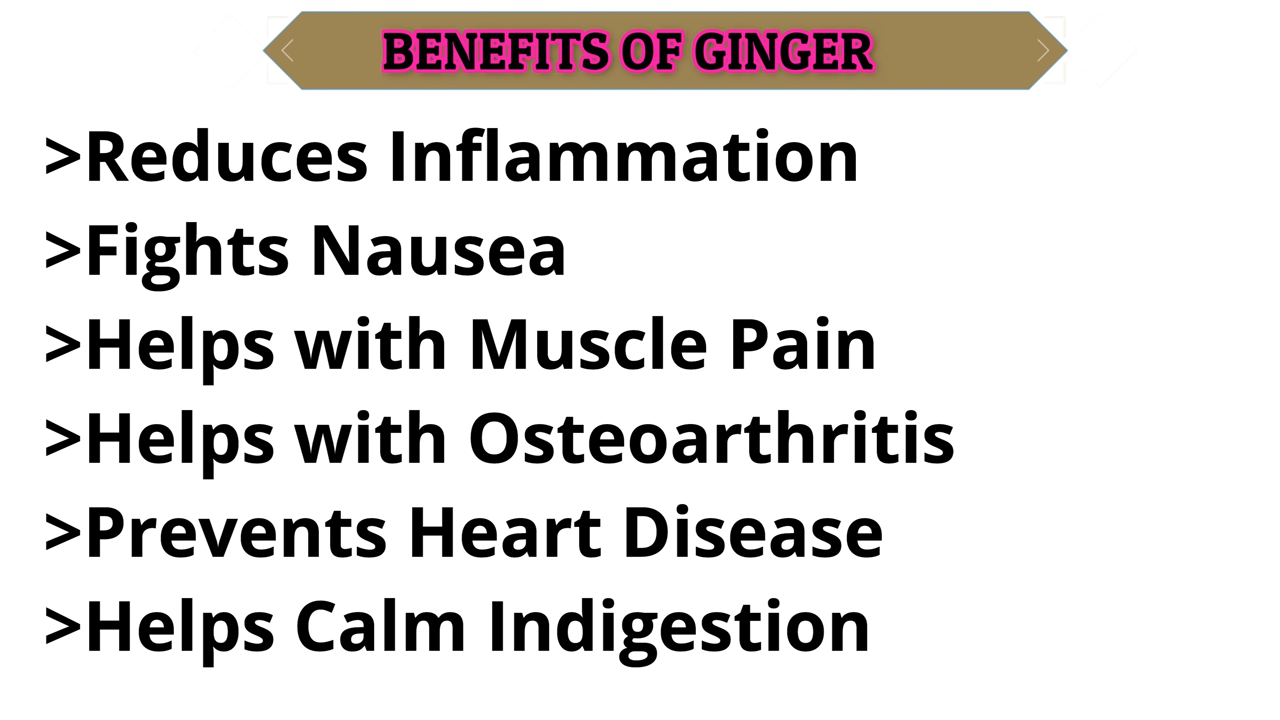 BENEFITS OF GINGER
>Reduces Inflammation
>Fights Nausea
>Helps with Muscle Pain
>Helps with Osteoarthritis
>Prevents Heart Disease
>Helps Calm Indigestion